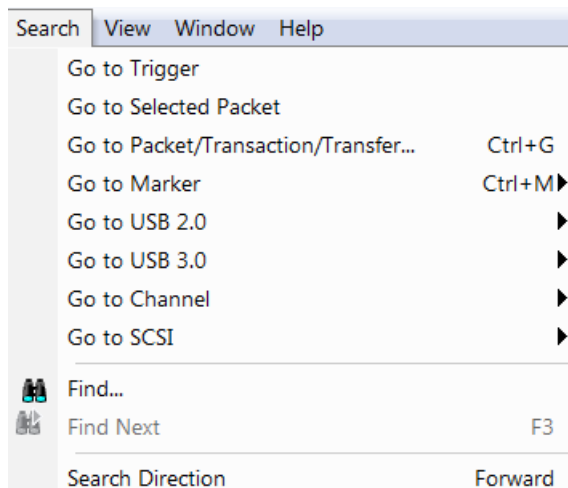 Search View Window Help
Go to Trigger
Go to Selected Packet
Go to Packet/Transaction/Transfer... Ctrl+G
Go to Marker Ctrl+M
Go to USB 2.0
Go to USB 3.0
Go to Channel
Go to SCSI
Find...
Find Next F3
Search Direction Forward